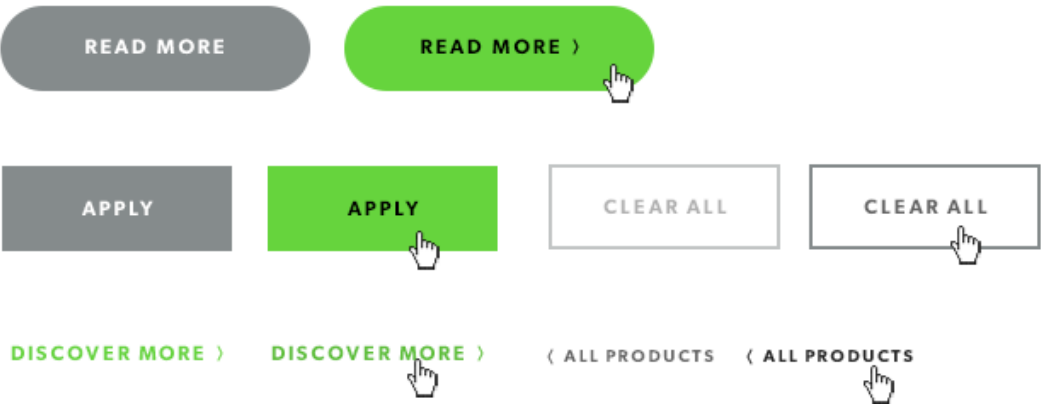 READ MORE
READ MORE 〉
APPLY
APPLY
CLEAR ALL
CLEAR ALL
DISCOVER MORE 〉
DISCOVER MORE 〉
〈 ALL PRODUCTS
〈 ALL PRODUCTS